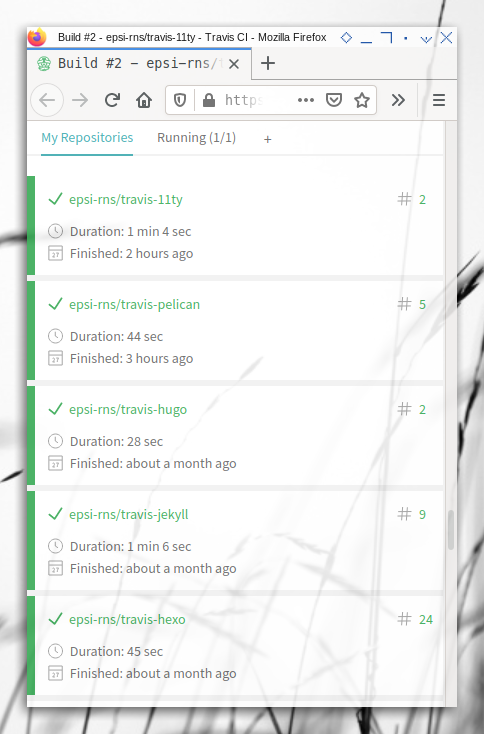 Build #2 - epsi-rns/travis-11ty - Travis CI - Mozilla Firefox
Build #2 - epsi-rns/
https
My Repositories Running (1/1) +
epsi-rns/travis-11ty # 2
Duration: 1 min 4 sec
27 Finished: 2 hours ago
epsi-rns/travis-pelican # 5
Duration: 44 sec
27 Finished: 3 hours ago
epsi-rns/travis-hugo # 2
Duration: 28 sec
27 Finished: about a month ago
epsi-rns/travis-jekyll # 9
Duration: 1 min 6 sec
27 Finished: about a month ago
epsi-rns/travis-hexo # 24
Duration: 45 sec
27 Finished: about a month ago